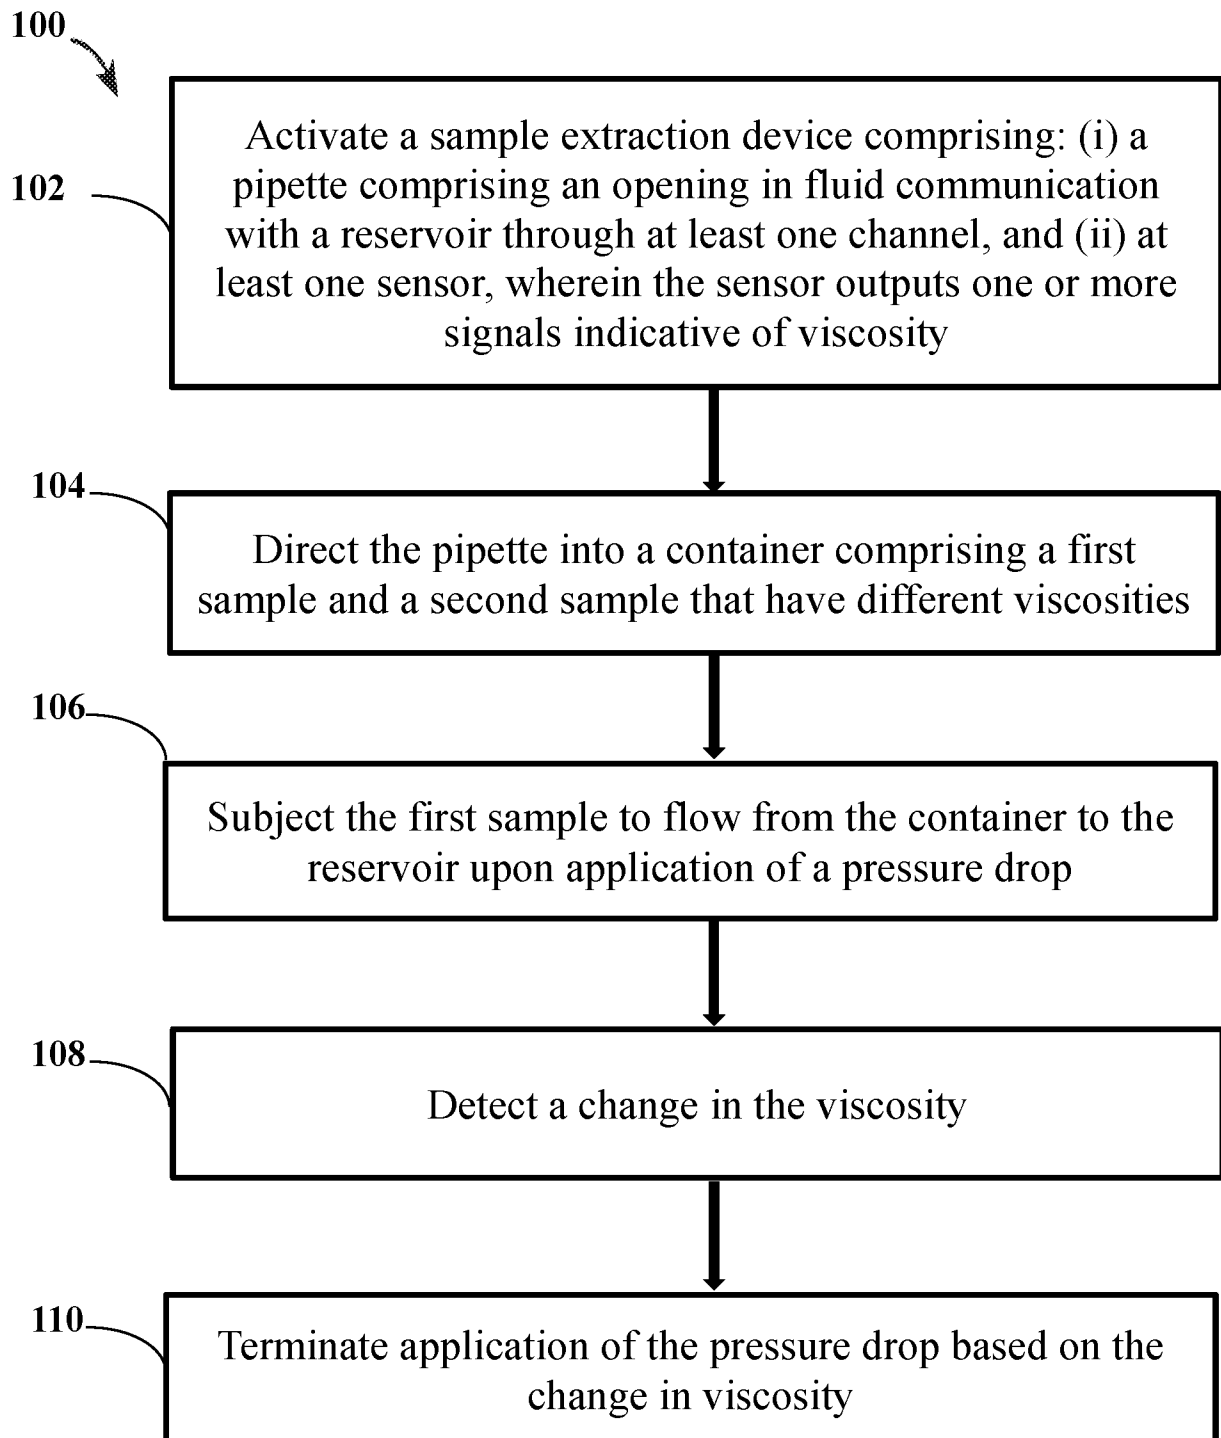 100
102
Activate a sample extraction device comprising: (i) a
pipette comprising an opening in fluid communication
with a reservoir through at least one channel, and (ii) at
least one sensor, wherein the sensor outputs one or more
signals indicative of viscosity
104
Direct the pipette into a container comprising a first
sample and a second sample that have different viscosities
106
Subject the first sample to flow from the container to the
reservoir upon application of a pressure drop
108
Detect a change in the viscosity
110
Terminate application of the pressure drop based on the
change in viscosity